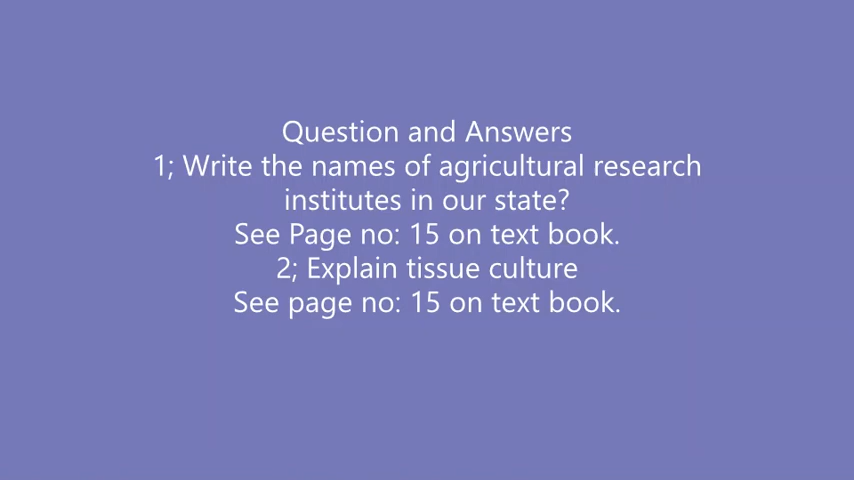 Question and Answers
1; Write the names of agricultural research
institutes in our state?
See Page no: 15 on text book.
2; Explain tissue culture
See page no: 15 on text book.